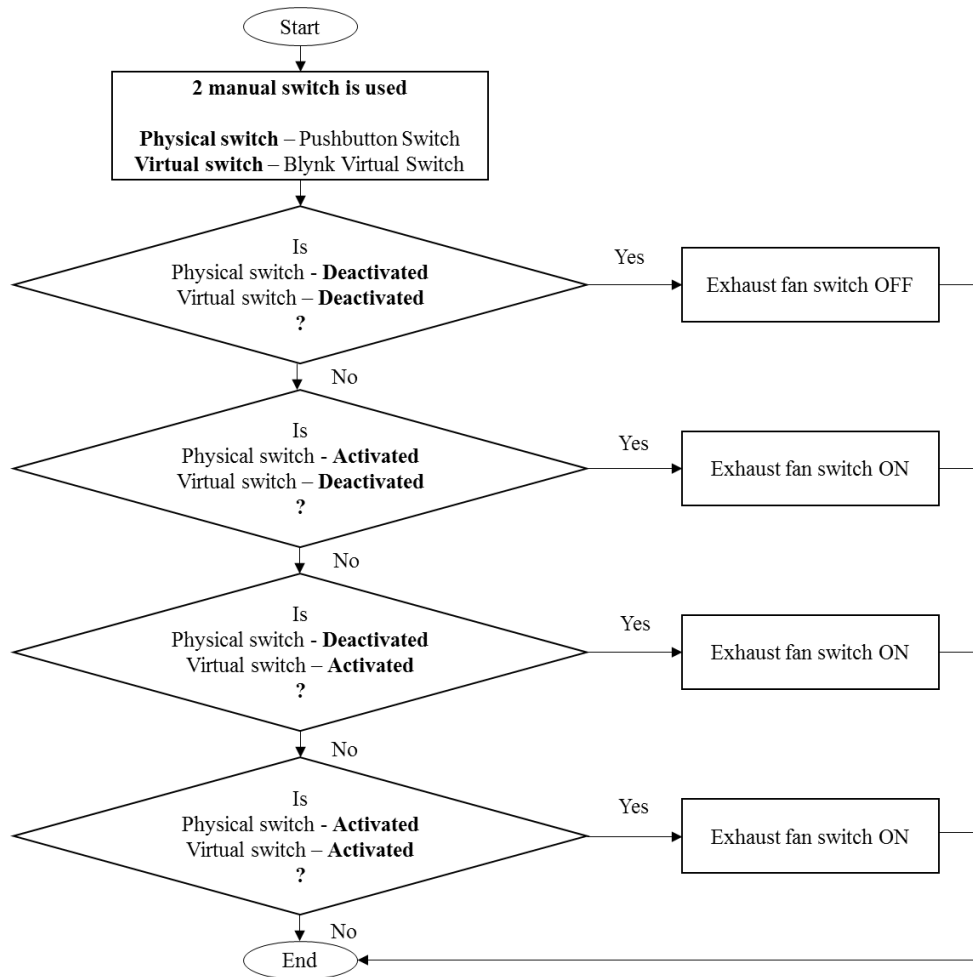 Start
2 manual switch is used
Physical switch – Pushbutton Switch
Virtual switch – Blynk Virtual Switch
Is
Physical switch - Deactivated
Virtual switch – Deactivated
?
Yes
Exhaust fan switch OFF
No
Is
Physical switch - Activated
Virtual switch – Deactivated
?
Yes
Exhaust fan switch ON
No
Is
Physical switch - Deactivated
Virtual switch – Activated
?
Yes
Exhaust fan switch ON
No
Is
Physical switch - Activated
Virtual switch – Activated
?
Yes
Exhaust fan switch ON
No
End